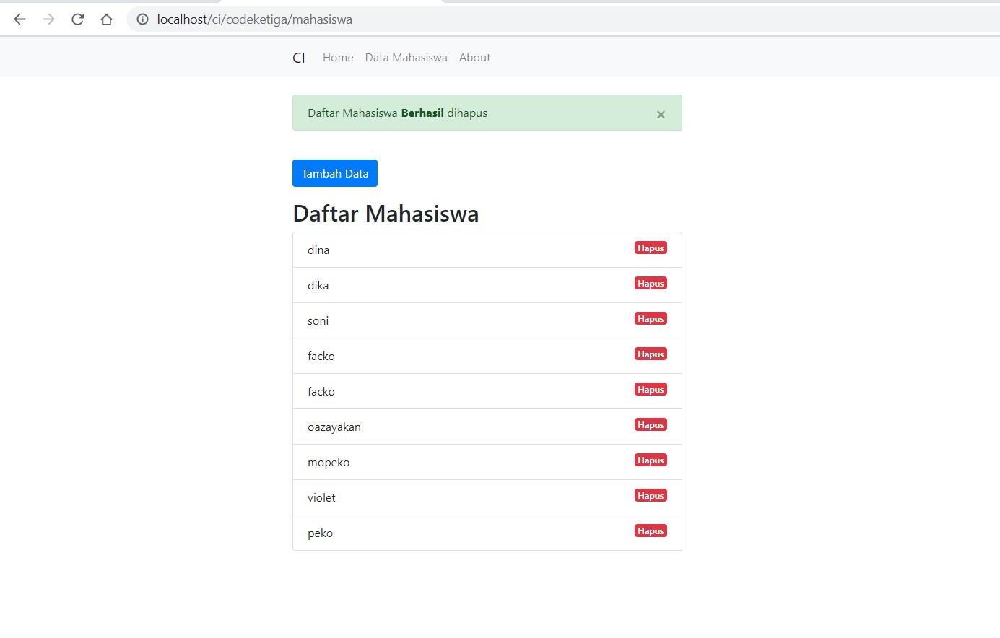 localhost/ci/codeketiga/mahasiswa
CI Home Data Mahasiswa About
Daftar Mahasiswa Berhasil dihapus ×
Tambah Data
Daftar Mahasiswa
dina Hapus
dika Hapus
soni Hapus
facko Hapus
facko Hapus
oazayakan Hapus
mopeko Hapus
violet Hapus
peko Hapus